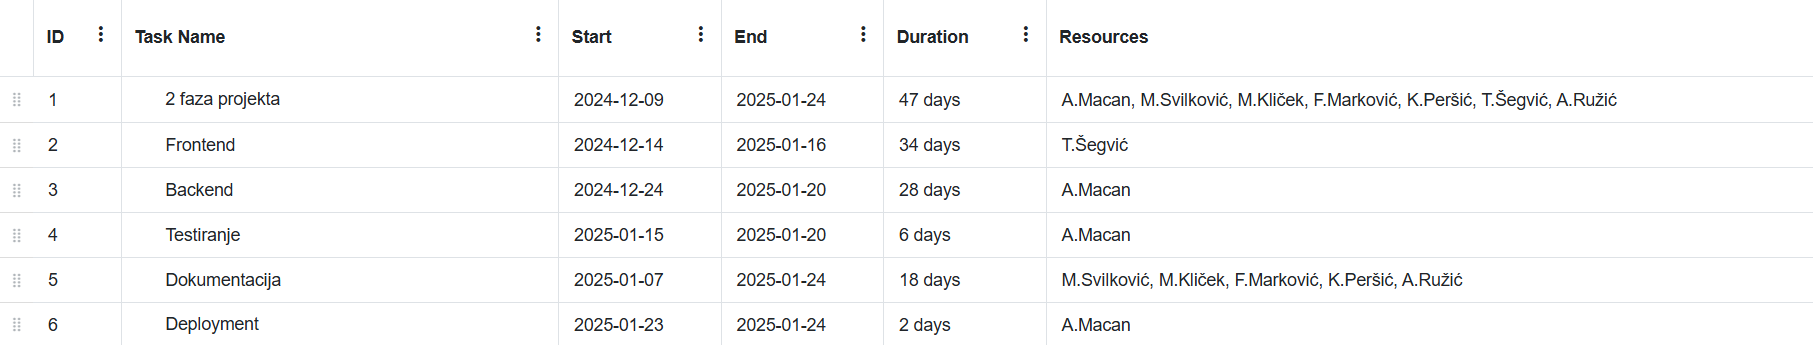 ID Task Name Start End Duration Resources
1 2 faza projekta 2024-12-09 2025-01-24 47 days A.Macan, M.Svilković, M.Kliček, F.Marković, K.Peršić, T.Šegvić, A.Ružić
2 Frontend 2024-12-14 2025-01-16 34 days T.Šegvić
3 Backend 2024-12-24 2025-01-20 28 days A.Macan
4 Testiranje 2025-01-15 2025-01-20 6 days A.Macan
5 Dokumentacija 2025-01-07 2025-01-24 18 days M.Svilković, M.Kliček, F.Marković, K.Peršić, A.Ružić
6 Deployment 2025-01-23 2025-01-24 2 days A.Macan